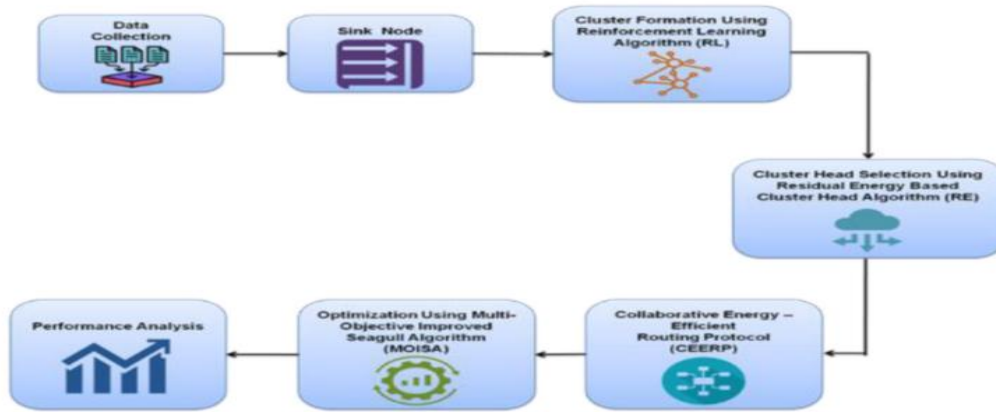 Data
Collection
Sink Node
Cluster Formation Using
Reinforcement Learning
Algorithm (RL)
Cluster Head Selection Using
Residual Energy Based
Cluster Head Algorithm (RE)
Collaborative Energy –
Efficient
Routing Protocol
(CEERP)
Optimization Using Multi-
Objective Improved
Seagull Algorithm
(MOISA)
Performance Analysis